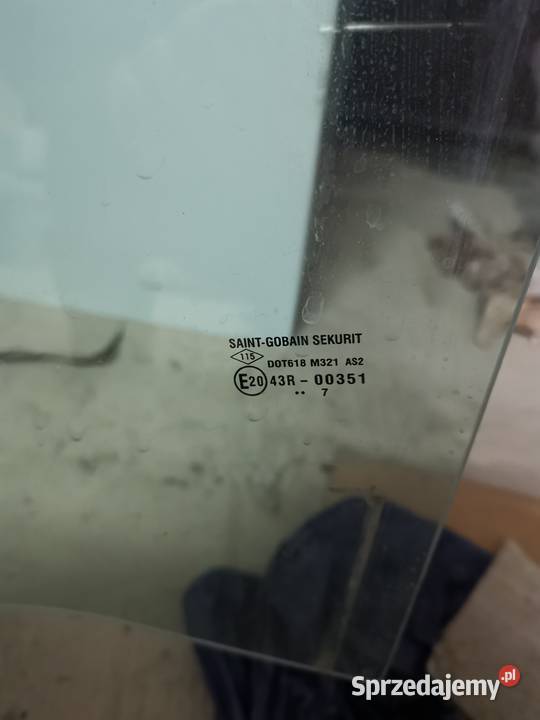 SAINT-GOBAIN SEKURIT
115
DOT618 M321 AS2
E20 43R - 00351
.. 7
Sprzedajemy.pl